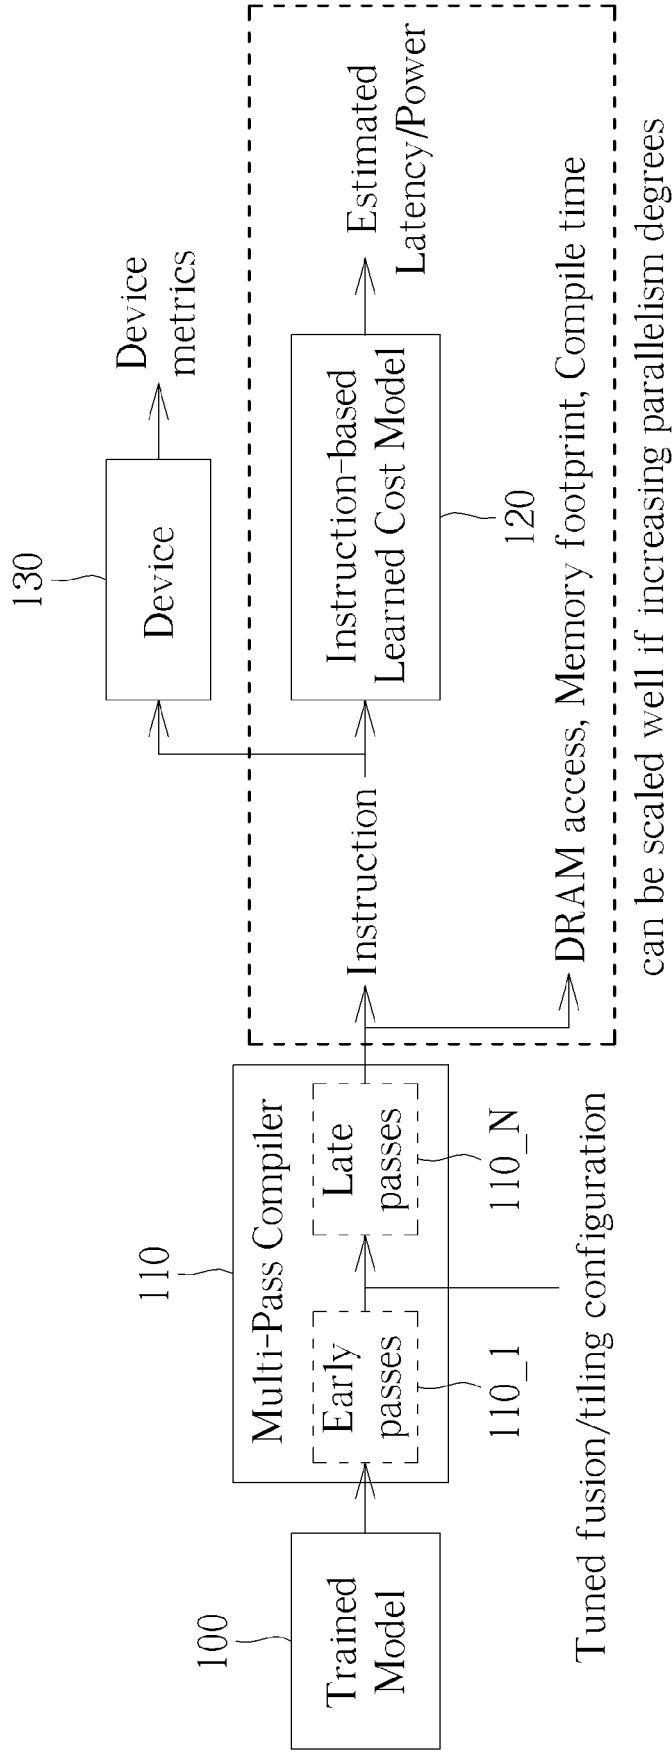 100
Trained
Model
110
Multi-Pass Compiler
Early
passes
110_1
Late
passes
110_N
Tuned fusion/tiling configuration
Instruction
130
Device
Device
metrics
Instruction-based
Learned Cost Model
120
Estimated
Latency/Power
DRAM access, Memory footprint, Compile time
can be scaled well if increasing parallelism degrees